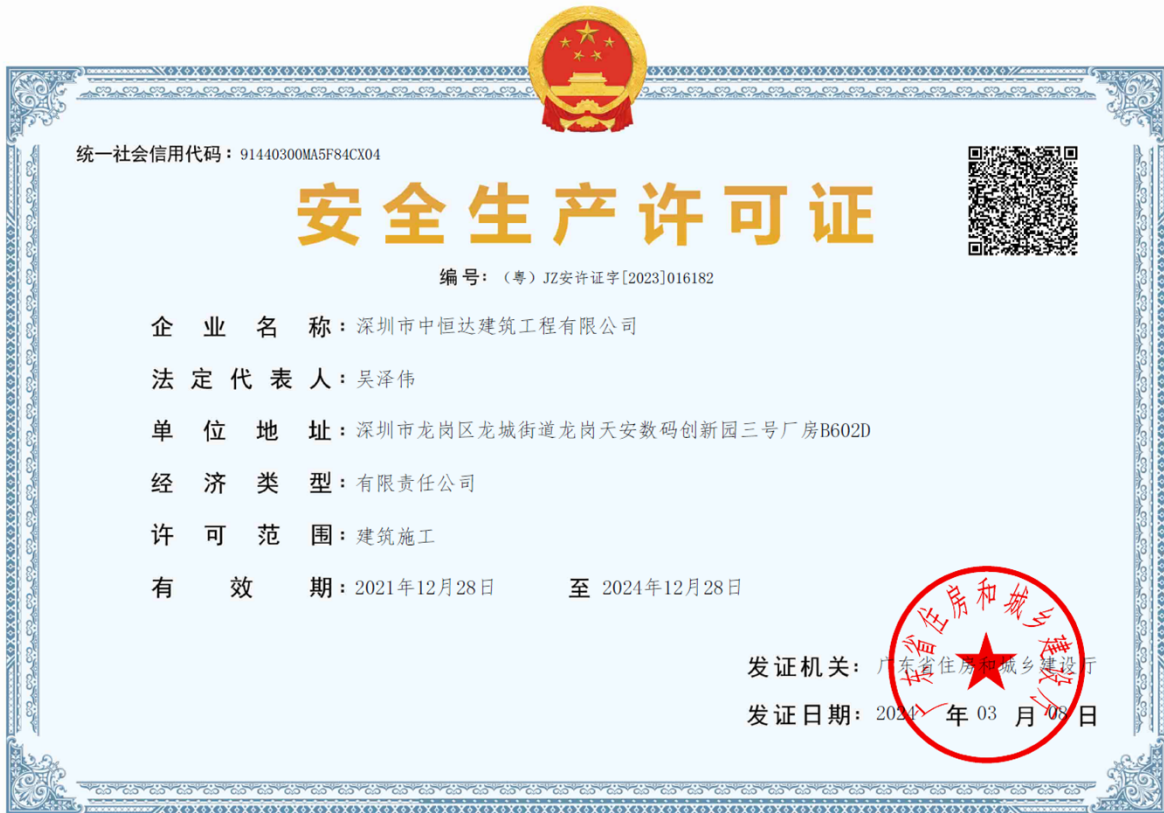 统一社会信用代码：91440300MA5F84CX04
安全生产许可证
编号：（粤）JZ安许证字[2023]016182
企业名称：深圳市中恒达建筑工程有限公司
法定代表人：吴泽伟
单位地址：深圳市龙岗区龙城街道龙岗天安数码创新园三号厂房B602D
经济类型：有限责任公司
许可范围：建筑施工
有效期：2021年12月28日 至 2024年12月28日
发证机关：广东省住房和城乡建设厅
发证日期：2024年03月08日
广东省住房和城乡建设厅